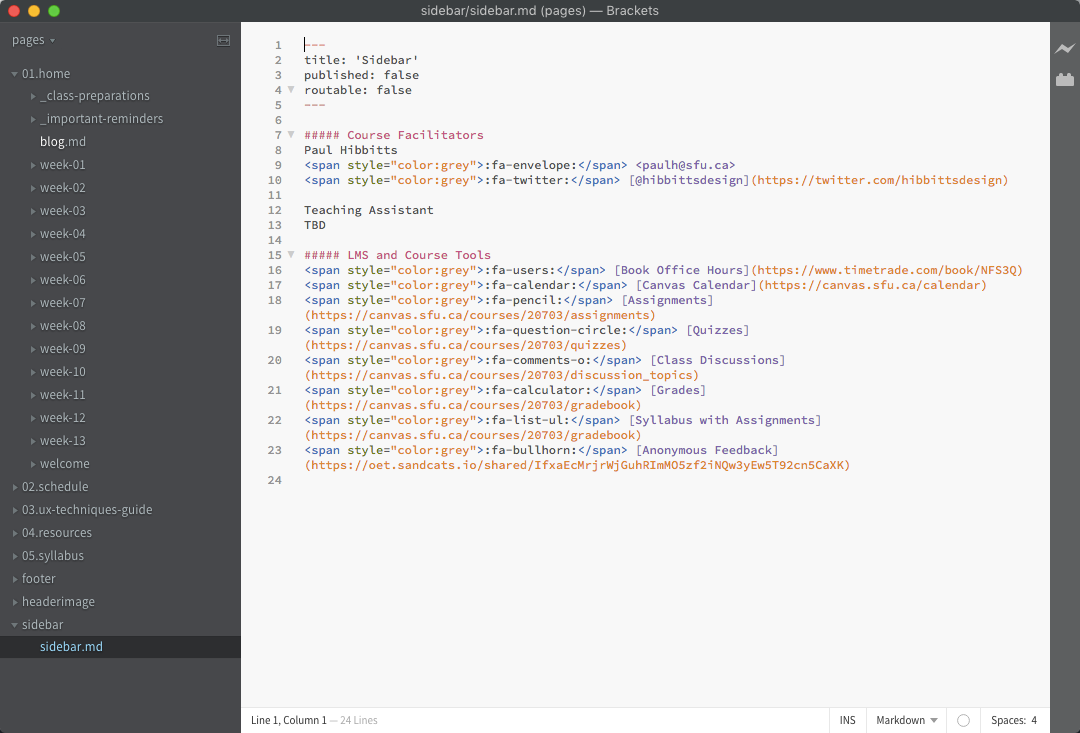 sidebar/sidebar.md (pages) — Brackets
pages
01.home
_class-preparations
_important-reminders
blog.md
week-01
week-02
week-03
week-04
week-05
week-06
week-07
week-08
week-09
week-10
week-11
week-12
week-13
welcome
02.schedule
03.ux-techniques-guide
04.resources
05.syllabus
footer
headerimage
sidebar
sidebar.md
1 ---
2 title: 'Sidebar'
3 published: false
4 routable: false
5 ---
6
7 ##### Course Facilitators
8 Paul Hibbitts
9 <span style="color:grey">:fa-envelope:</span> <paulh@sfu.ca>
10 <span style="color:grey">:fa-twitter:</span> [@hibbittsdesign](https://twitter.com/hibbittsdesign)
11
12 Teaching Assistant
13 TBD
14
15 ##### LMS and Course Tools
16 <span style="color:grey">:fa-users:</span> [Book Office Hours](https://www.timetrade.com/book/NFS3Q)
17 <span style="color:grey">:fa-calendar:</span> [Canvas Calendar](https://canvas.sfu.ca/calendar)
18 <span style="color:grey">:fa-pencil:</span> [Assignments]
(https://canvas.sfu.ca/courses/20703/assignments)
19 <span style="color:grey">:fa-question-circle:</span> [Quizzes]
(https://canvas.sfu.ca/courses/20703/quizzes)
20 <span style="color:grey">:fa-comments-o:</span> [Class Discussions]
(https://canvas.sfu.ca/courses/20703/discussion_topics)
21 <span style="color:grey">:fa-calculator:</span> [Grades]
(https://canvas.sfu.ca/courses/20703/gradebook)
22 <span style="color:grey">:fa-list-ul:</span> [Syllabus with Assignments]
(https://canvas.sfu.ca/courses/20703/gradebook)
23 <span style="color:grey">:fa-bullhorn:</span> [Anonymous Feedback]
(https://oet.sandcats.io/shared/IfxaEcMrjrWjGuhRImMO5zf2iNQw3yEw5T92cn5CaXK)
24
Line 1, Column 1 — 24 Lines
INS
Markdown
Spaces: 4